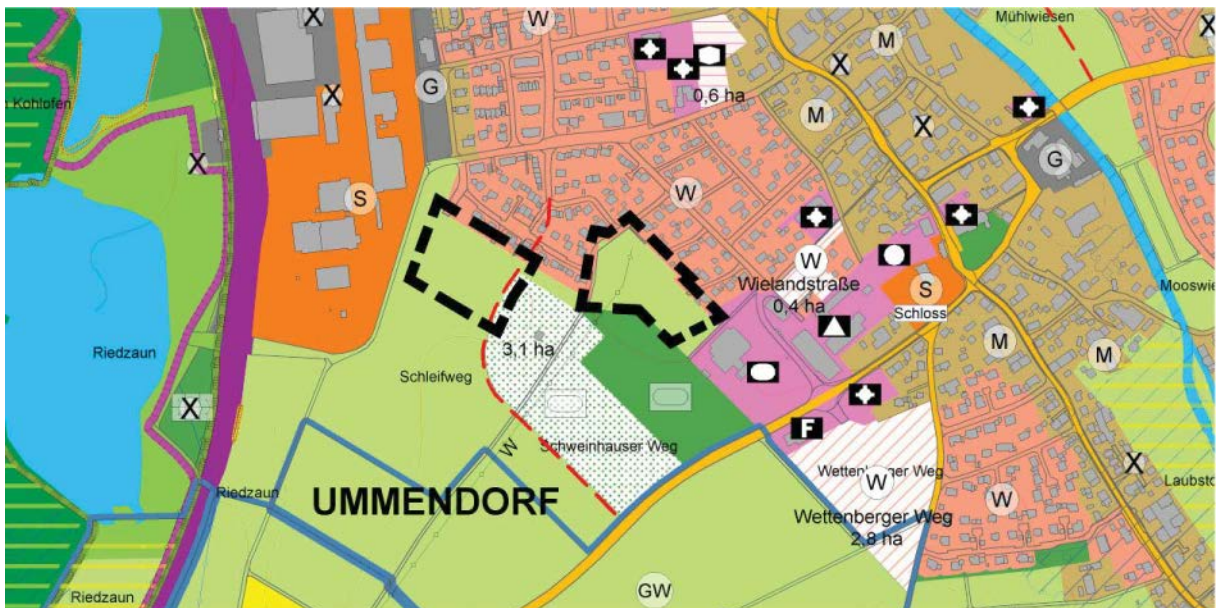 X
W
Mühlwiesen
X
M
X
Kohlofen
X
G
0,6 ha
M
X
G
X
S
W
W
Wielandstraße
0,4 ha
S
Schloss
Mooswie
Riedzaun
3,1 ha
Schleifweg
M
M
X
W
Schweinhauser Weg
F
Wettenberger Weg
W
X
Laubsto
Riedzaun
UMMENDORF
Wettenberger Weg
2,8 ha
W
Riedzaun
GW